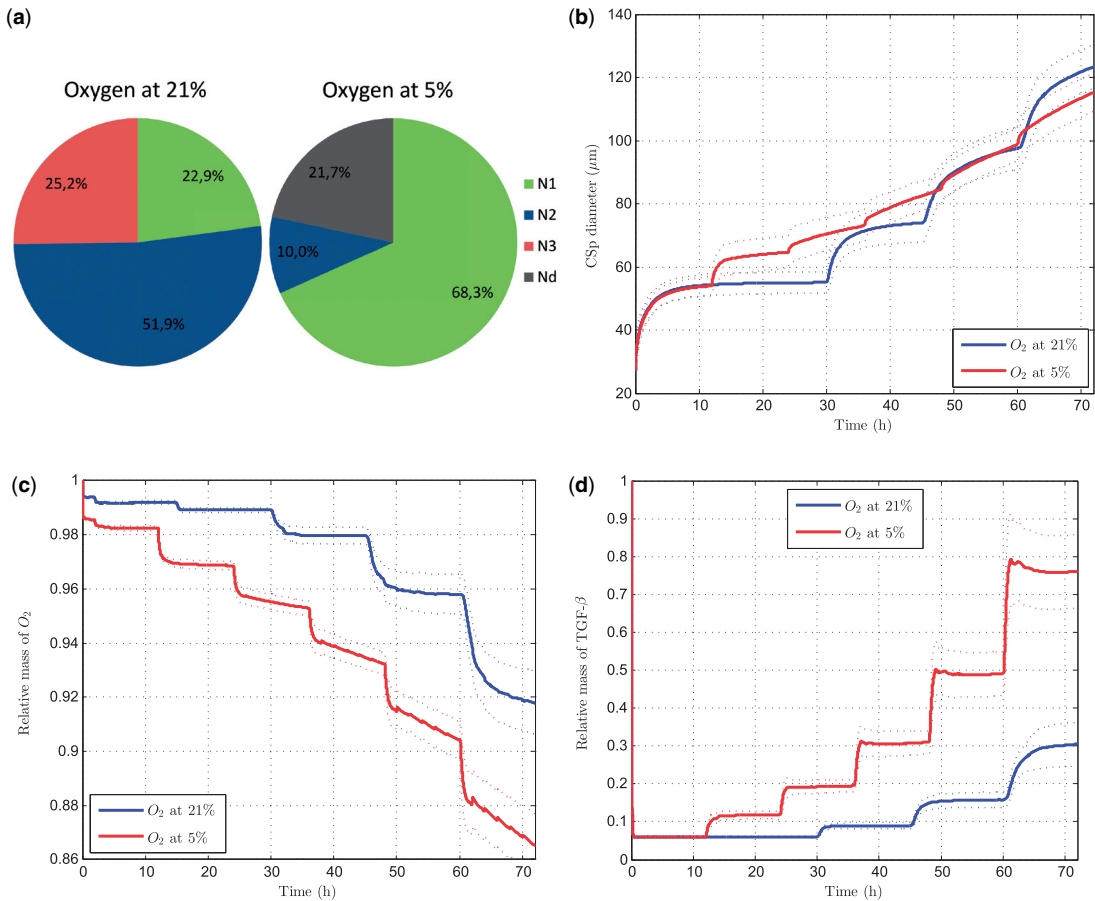 (a)
Oxygen at 21%
Oxygen at 5%
25,2%
22,9%
51,9%
21,7%
10,0%
68,3%
N1
N2
N3
Nd
(b)
CSp diameter (μm)
140
120
100
80
60
40
20
0
10
20
30
40
50
60
70
Time (h)
O2 at 21%
O2 at 5%
(c)
Relative mass of O2
1
0.98
0.96
0.94
0.92
0.9
0.88
0.86
0
10
20
30
40
50
60
70
Time (h)
O2 at 21%
O2 at 5%
(d)
Relative mass of TGF-β
1
0.9
0.8
0.7
0.6
0.5
0.4
0.3
0.2
0.1
0
0
10
20
30
40
50
60
70
Time (h)
O2 at 21%
O2 at 5%